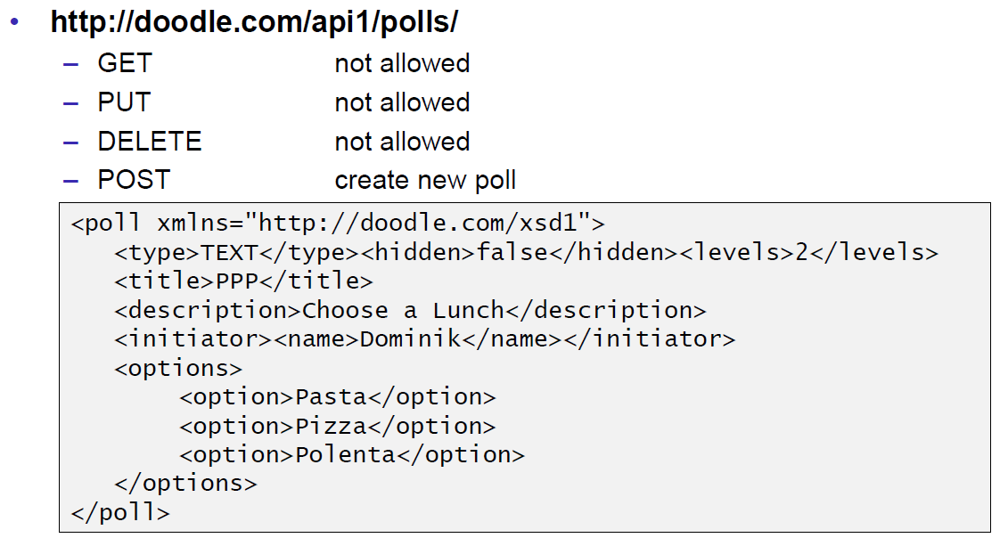 • http://doodle.com/api1/polls/
– GET not allowed
– PUT not allowed
– DELETE not allowed
– POST create new poll
<poll xmlns="http://doodle.com/xsd1">
<type>TEXT</type><hidden>false</hidden><levels>2</levels>
<title>PPP</title>
<description>Choose a Lunch</description>
<initiator><name>Dominik</name></initiator>
<options>
<option>Pasta</option>
<option>Pizza</option>
<option>Polenta</option>
</options>
</poll>